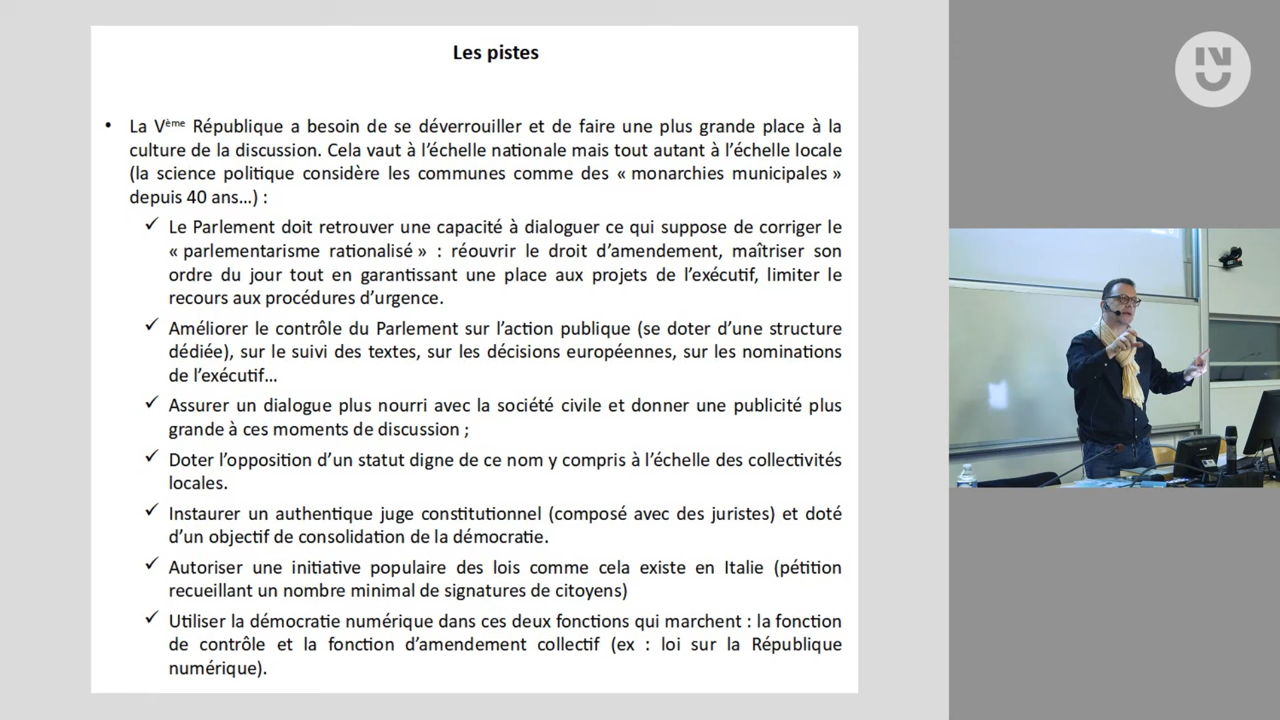 Les pistes
• La Vème République a besoin de se déverrouiller et de faire une plus grande place à la
culture de la discussion. Cela vaut à l’échelle nationale mais tout autant à l’échelle locale
(la science politique considère les communes comme des « monarchies municipales »
depuis 40 ans…) :
✓ Le Parlement doit retrouver une capacité à dialoguer ce qui suppose de corriger le
« parlementarisme rationalisé » : réouvrir le droit d’amendement, maîtriser son
ordre du jour tout en garantissant une place aux projets de l’exécutif, limiter le
recours aux procédures d’urgence.
✓ Améliorer le contrôle du Parlement sur l’action publique (se doter d’une structure
dédiée), sur le suivi des textes, sur les décisions européennes, sur les nominations
de l’exécutif…
✓ Assurer un dialogue plus nourri avec la société civile et donner une publicité plus
grande à ces moments de discussion ;
✓ Doter l’opposition d’un statut digne de ce nom y compris à l’échelle des collectivités
locales.
✓ Instaurer un authentique juge constitutionnel (composé avec des juristes) et doté
d’un objectif de consolidation de la démocratie.
✓ Autoriser une initiative populaire des lois comme cela existe en Italie (pétition
recueillant un nombre minimal de signatures de citoyens)
✓ Utiliser la démocratie numérique dans ces deux fonctions qui marchent : la fonction
de contrôle et la fonction d’amendement collectif (ex : loi sur la République
numérique).